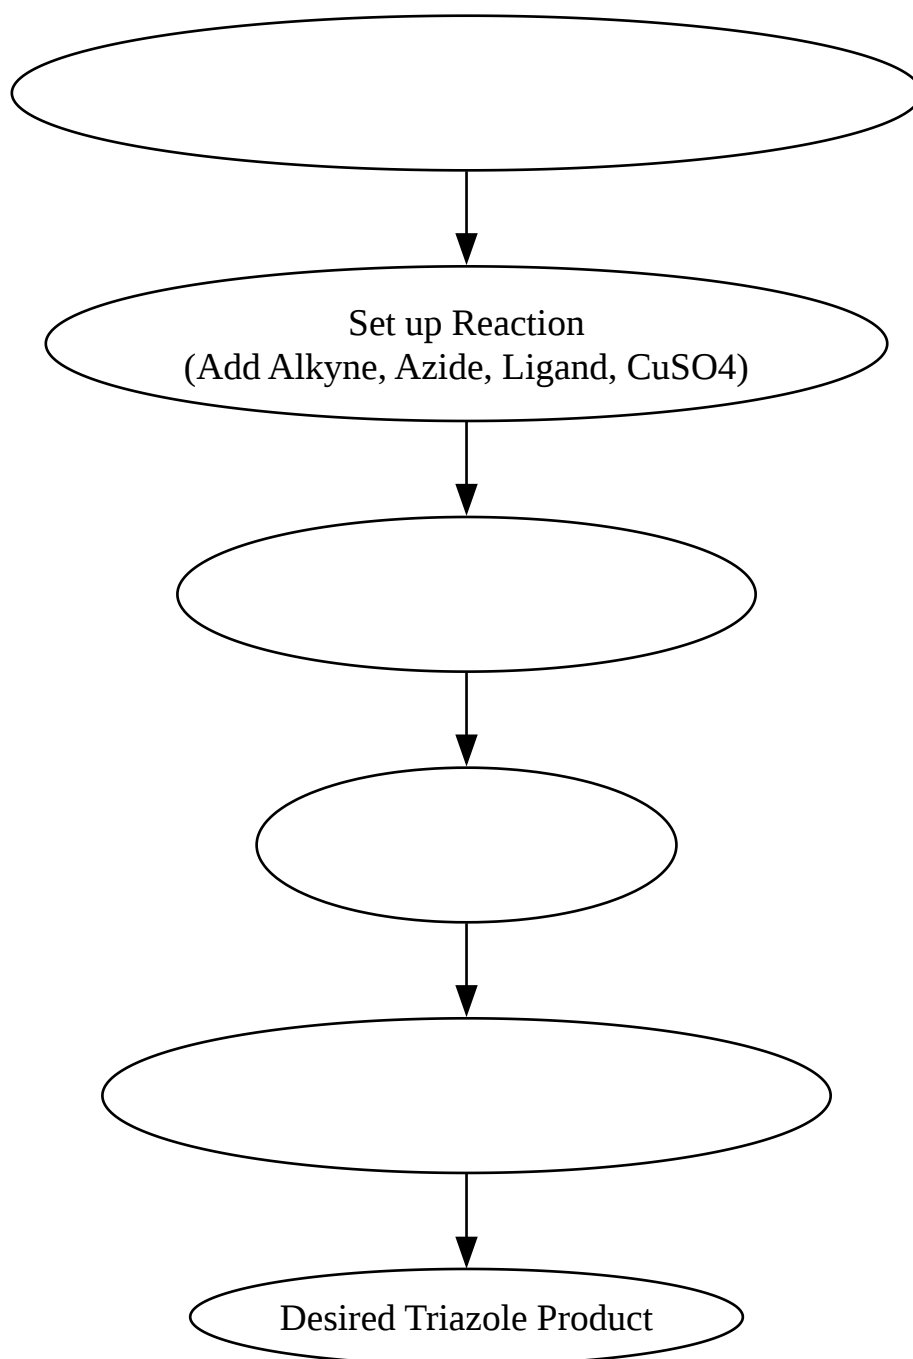 Set up Reaction
(Add Alkyne, Azide, Ligand, CuSO4)
Desired Triazole Product